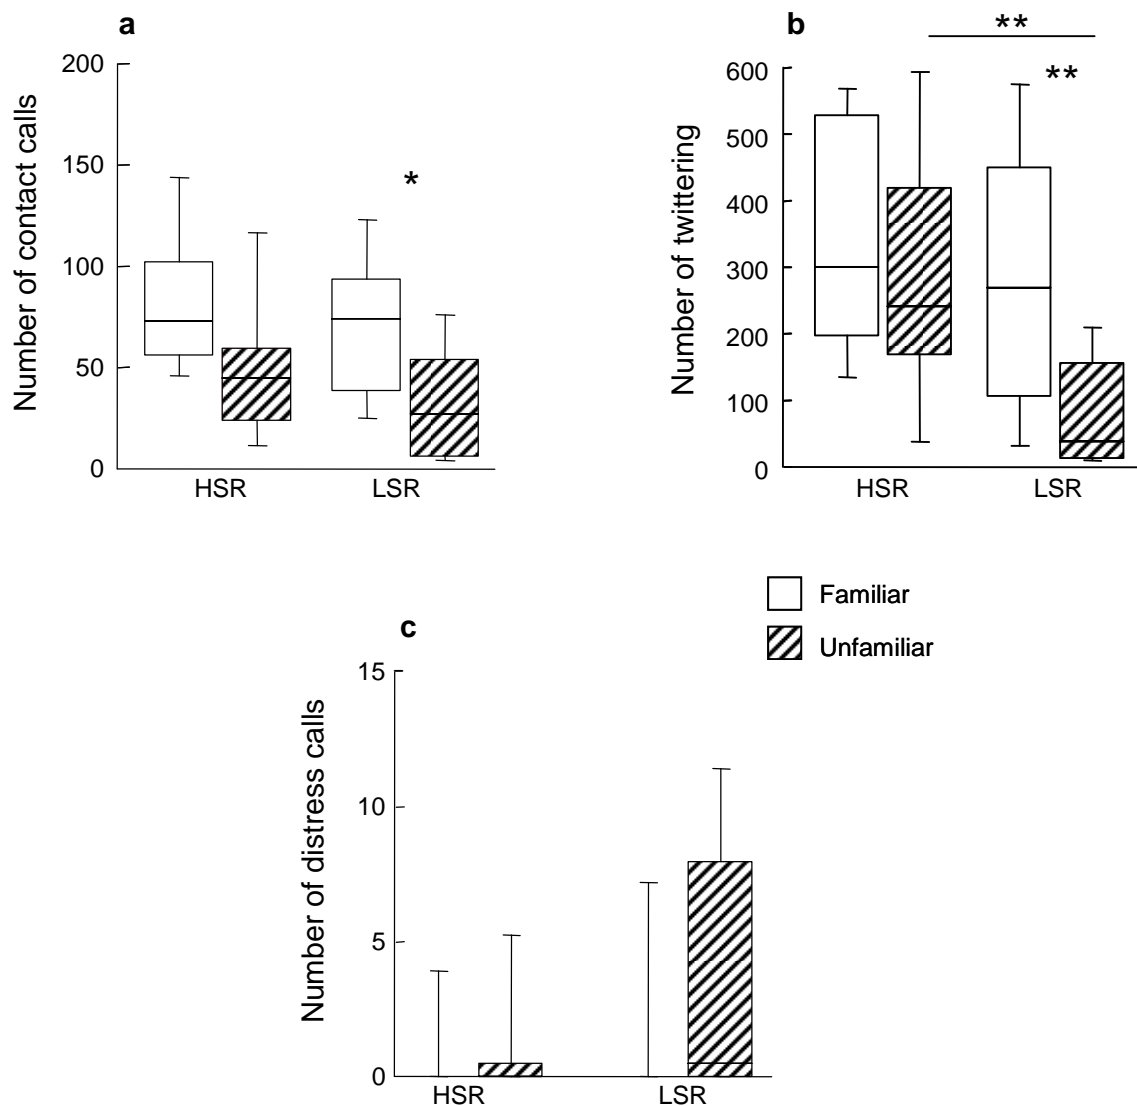 a
Number of contact calls
200
150
100
50
0
*
HSR
LSR
b
**
**
Number of twittering
600
500
400
300
200
100
0
HSR
LSR
Familiar
Unfamiliar
c
Number of distress calls
15
10
5
0
HSR
LSR